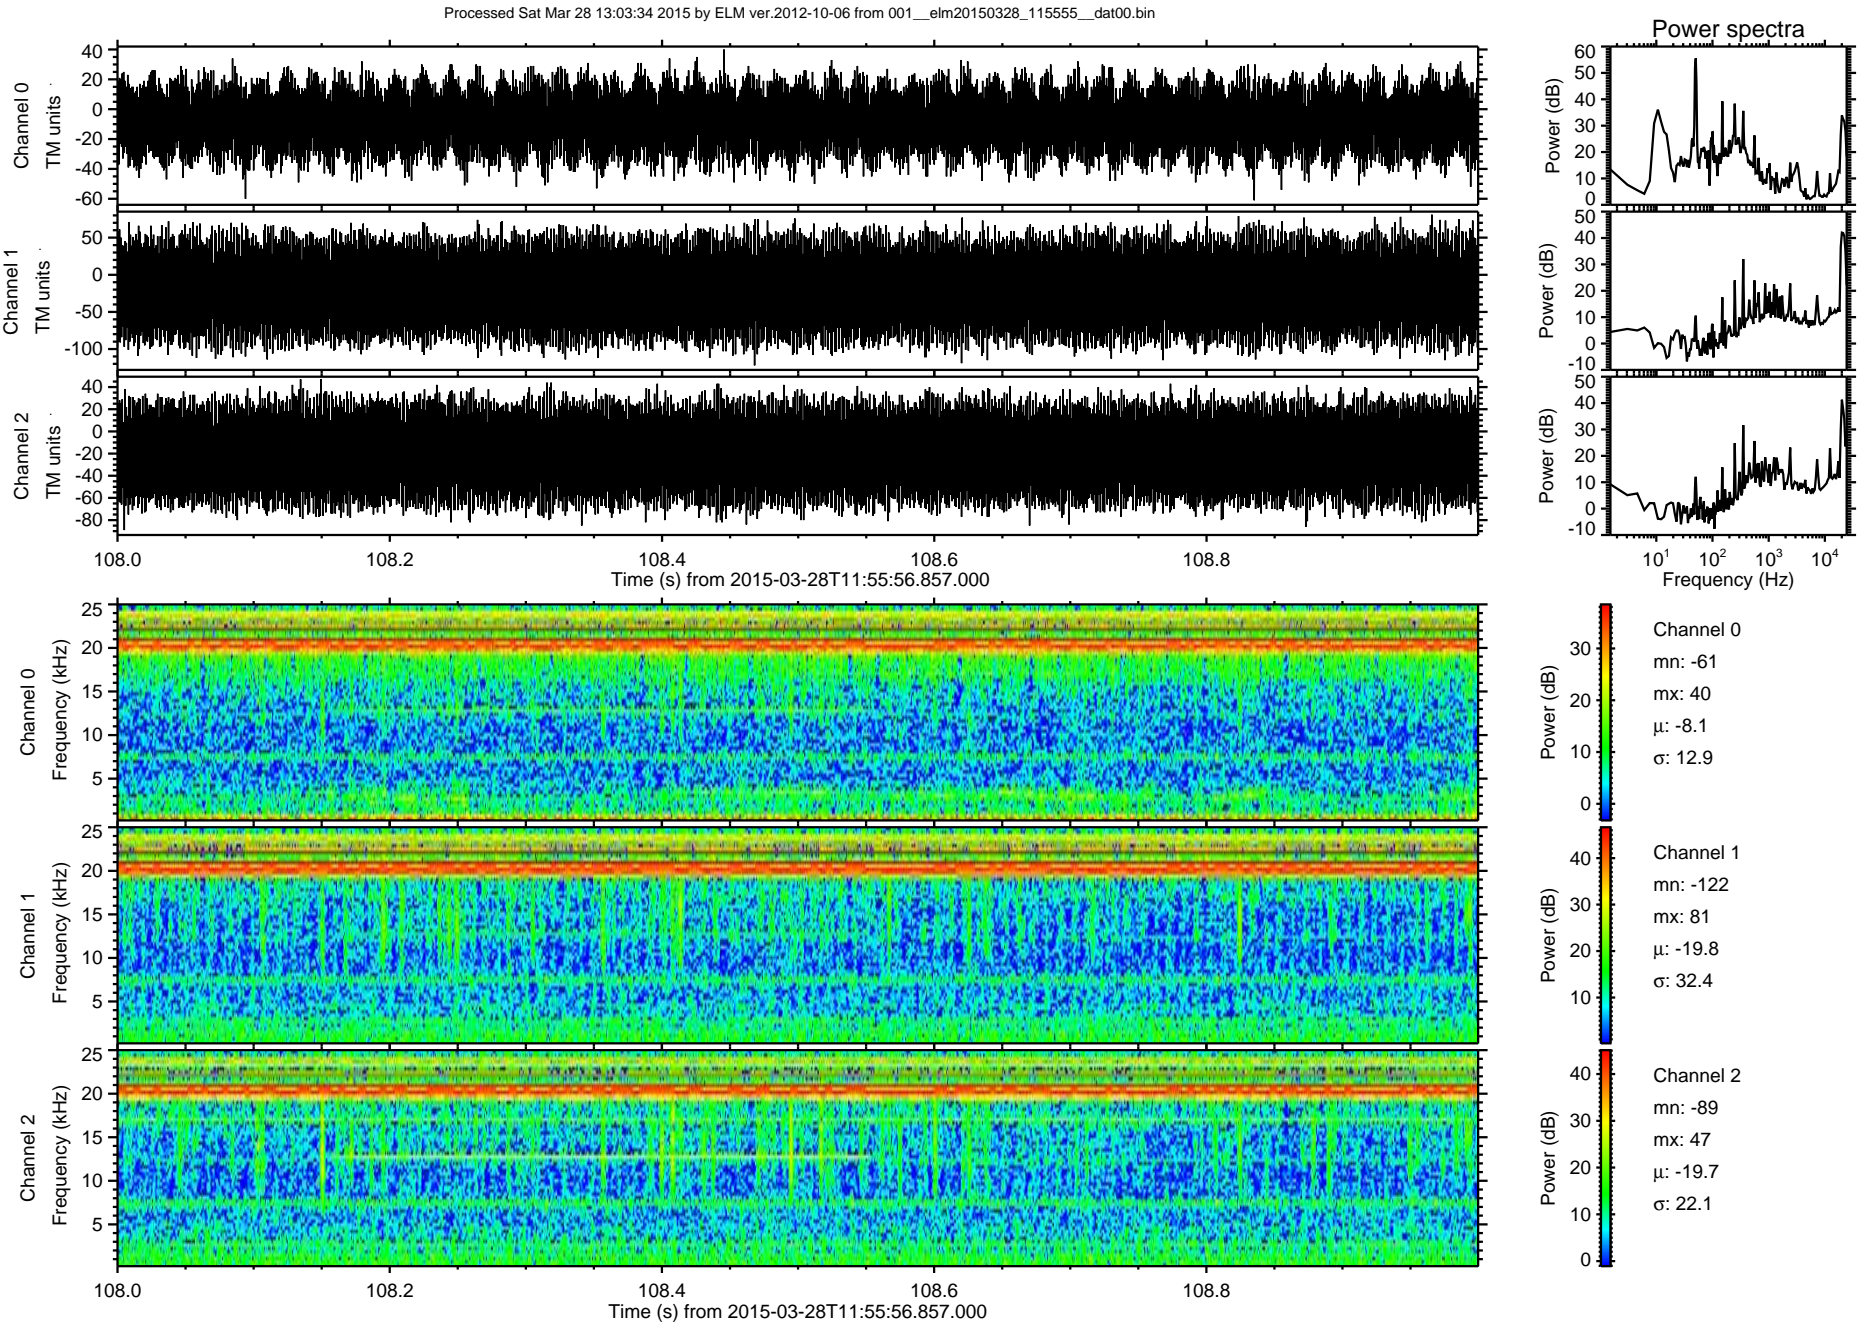 Processed Sat Mar 28 13:03:34 2015 by ELM ver.2012-10-06 from 001__elm20150328_115555__dat00.bin
Power spectra
Channel 0
TM units
40
20
0
-20
-40
-60
Power (dB)
60
50
40
30
20
10
0
Channel 1
TM units
50
0
-50
-100
Power (dB)
50
40
30
20
10
0
-10
Channel 2
TM units
40
20
0
-20
-40
-60
-80
Power (dB)
50
40
30
20
10
0
-10
108.0 108.2 108.4 108.6 108.8
Time (s) from 2015-03-28T11:55:56.857.000
10¹ 10² 10³ 10⁴
Frequency (Hz)
Channel 0
Frequency (kHz)
25
20
15
10
5
Power (dB)
30
20
10
0
Channel 0
mn: -61
mx: 40
µ: -8.1
σ: 12.9
Channel 1
Frequency (kHz)
25
20
15
10
5
Power (dB)
40
30
20
10
Channel 1
mn: -122
mx: 81
µ: -19.8
σ: 32.4
Channel 2
Frequency (kHz)
25
20
15
10
5
Power (dB)
40
30
20
10
0
Channel 2
mn: -89
mx: 47
µ: -19.7
σ: 22.1
108.0 108.2 108.4 108.6 108.8
Time (s) from 2015-03-28T11:55:56.857.000